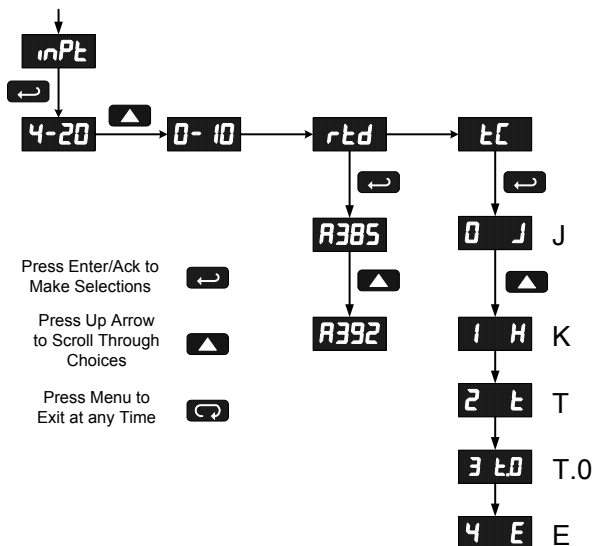 inPt
4-20
0-10
rtd
tC
A385
0 J
J
Press Enter/Ack to
Make Selections
Press Up Arrow
to Scroll Through
Choices
A392
1 H
K
Press Menu to
Exit at any Time
2 t
T
3 t.0
T.0
4 E
E